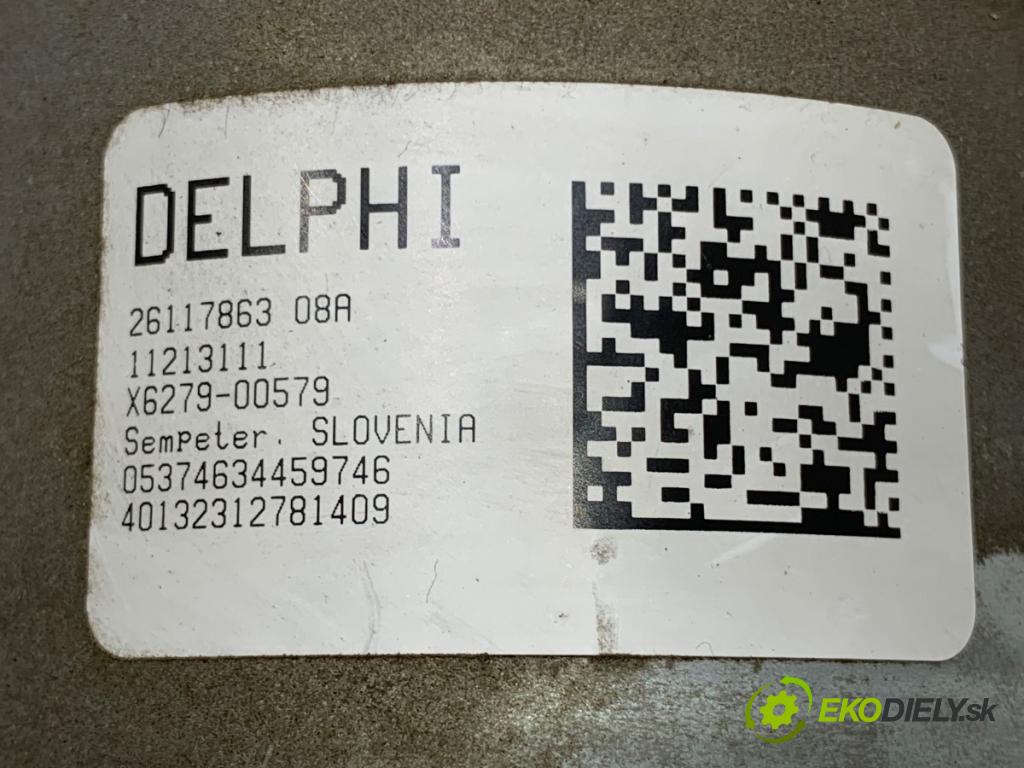 DELPHI
26117863 08A
11213111
X6279-00579
Sempeter. SLOVENIA
05374634459746
40132312781409
EKODIELY.sk